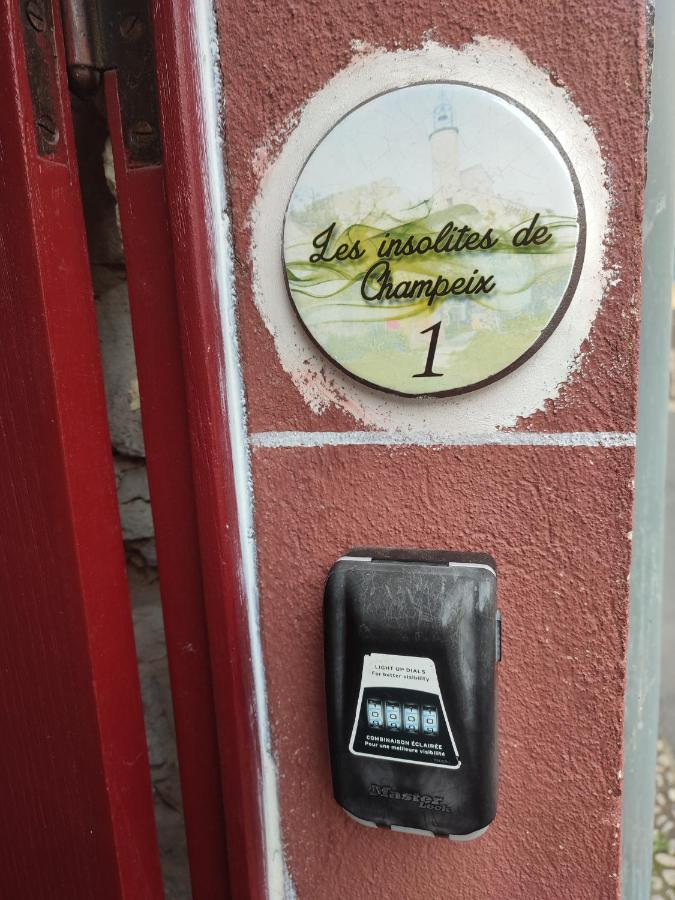 Les insolites de
Champeix
1
LIGHT UP DIALS
For better visibility
COMBINAISON ÉCLAIRÉE
Pour une meilleure visibilité
Master
Lock